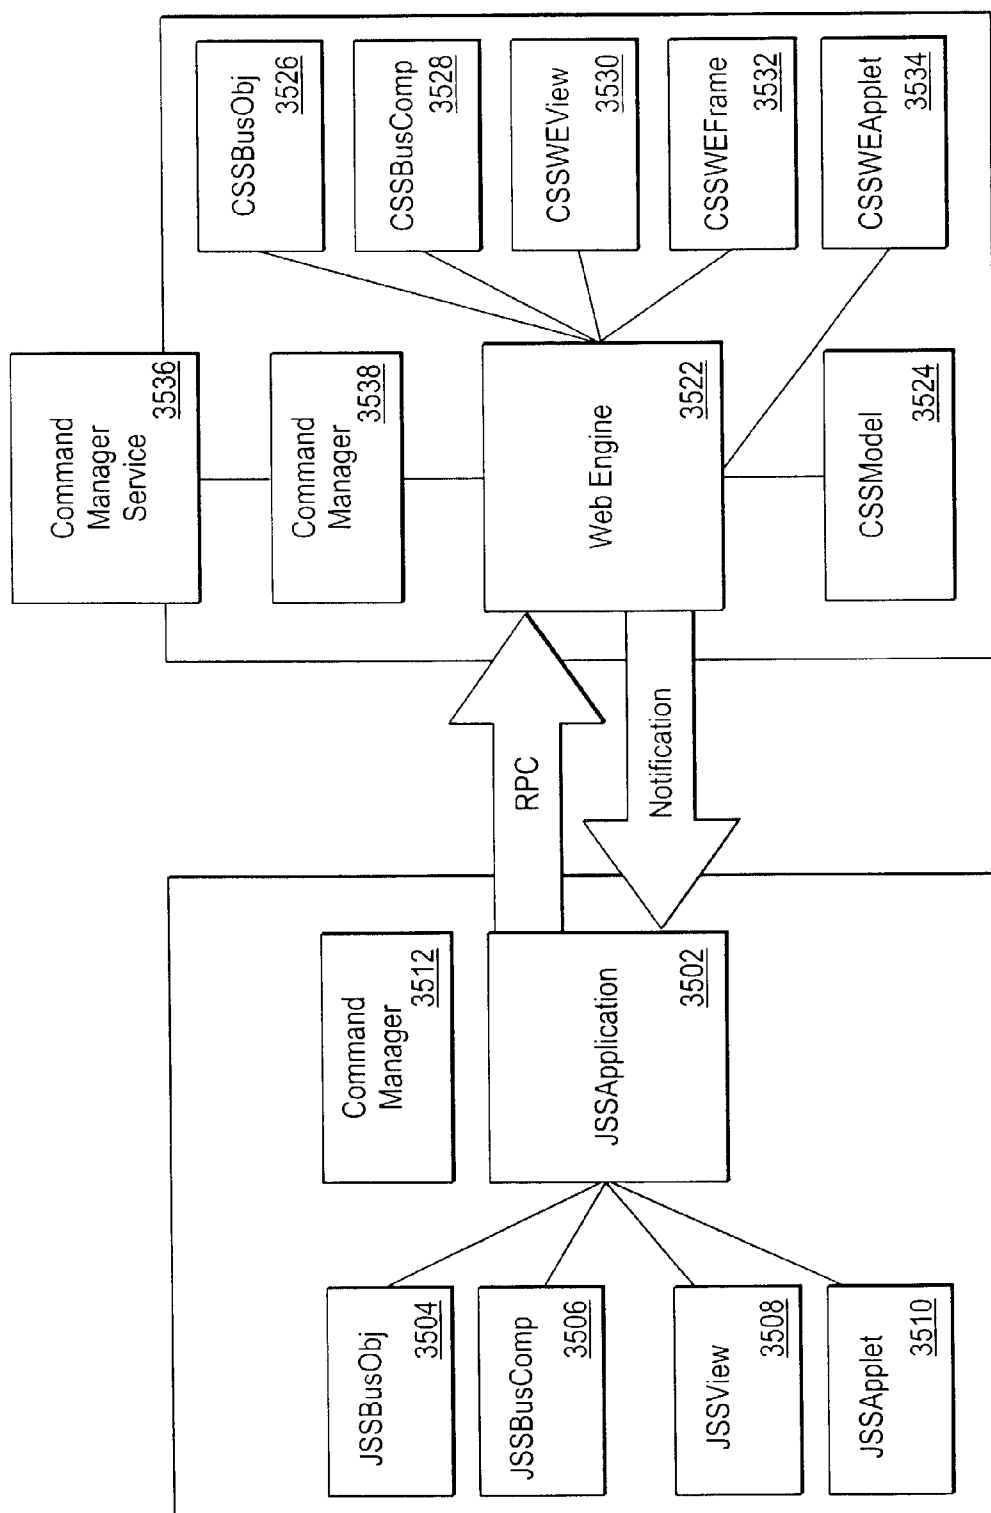 JSSBusObj
3504
JSSBusComp
3506
JSSView
3508
JSSApplet
3510
Command
Manager
3512
JSSApplication
3502
RPC
Notification
Command
Manager
Service
3536
Command
Manager
3538
Web Engine
3522
CSSModel
3524
CSSBusObj
3526
CSSBusComp
3528
CSSWEView
3530
CSSWEFrame
3532
CSSWEApplet
3534